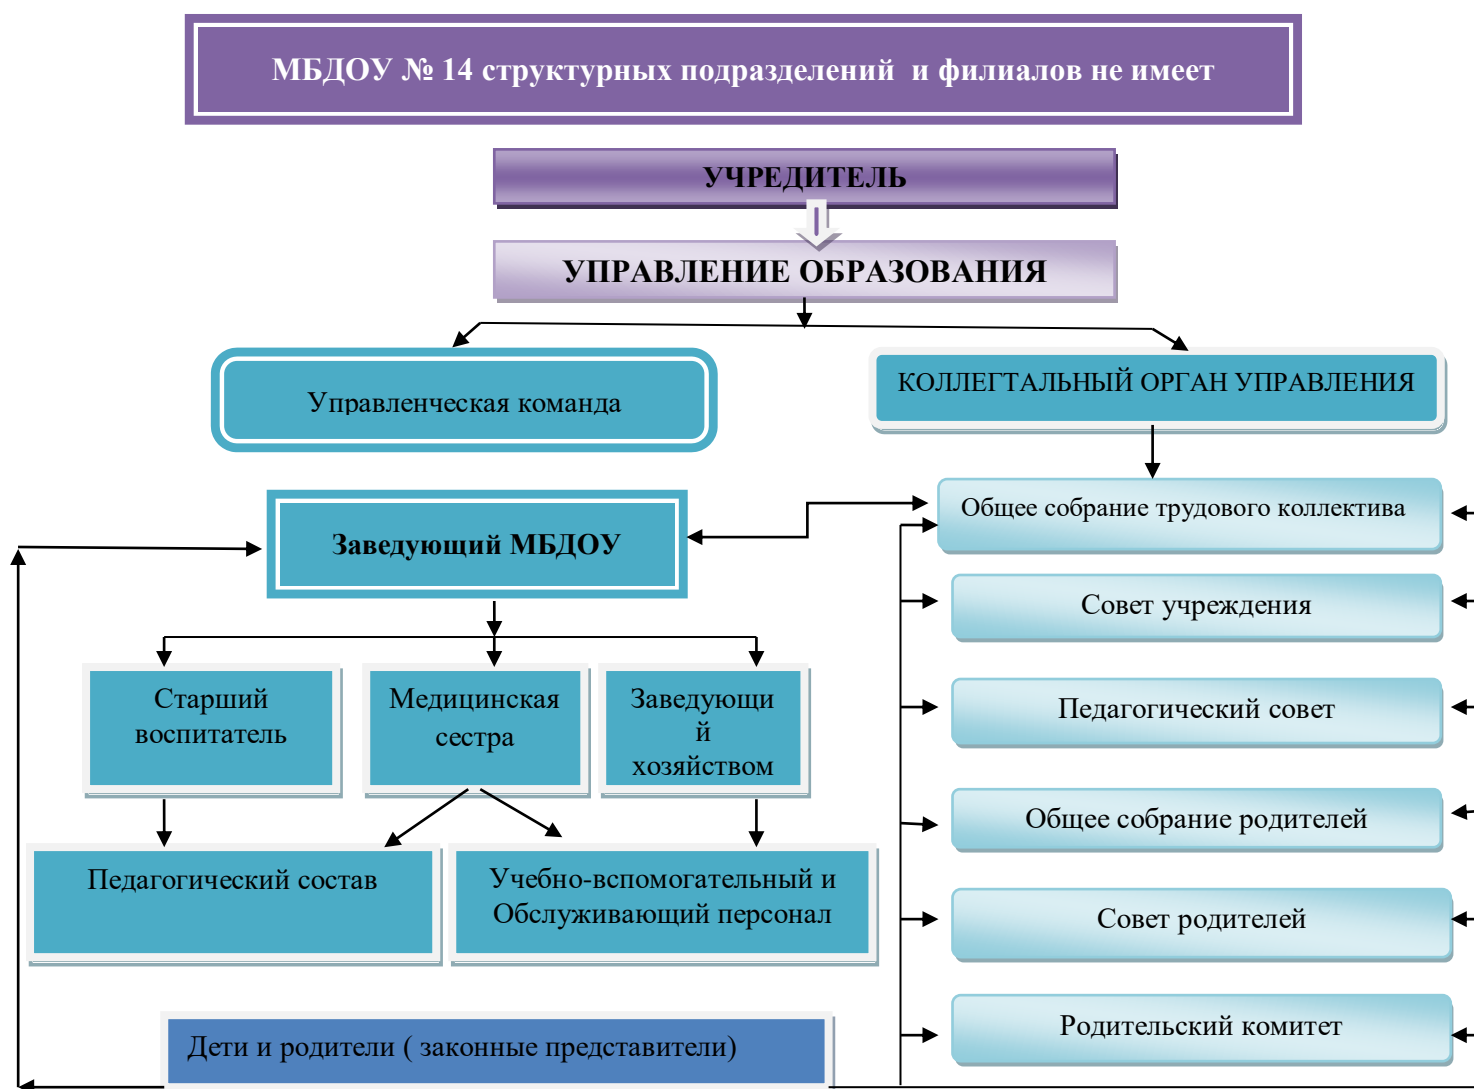 МБДОУ № 14 структурных подразделений и филиалов не имеет
УЧРЕДИТЕЛЬ
УПРАВЛЕНИЕ ОБРАЗОВАНИЯ
Управленческая команда
КОЛЛЕГТАЛЬНЫЙ ОРГАН УПРАВЛЕНИЯ
Заведующий МБДОУ
Общее собрание трудового коллектива
Совет учреждения
Старший
воспитатель
Медицинская
сестра
Заведующи
й
хозяйством
Педагогический совет
Общее собрание родителей
Педагогический состав
Учебно-вспомогательный и
Обслуживающий персонал
Совет родителей
Родительский комитет
Дети и родители ( законные представители)